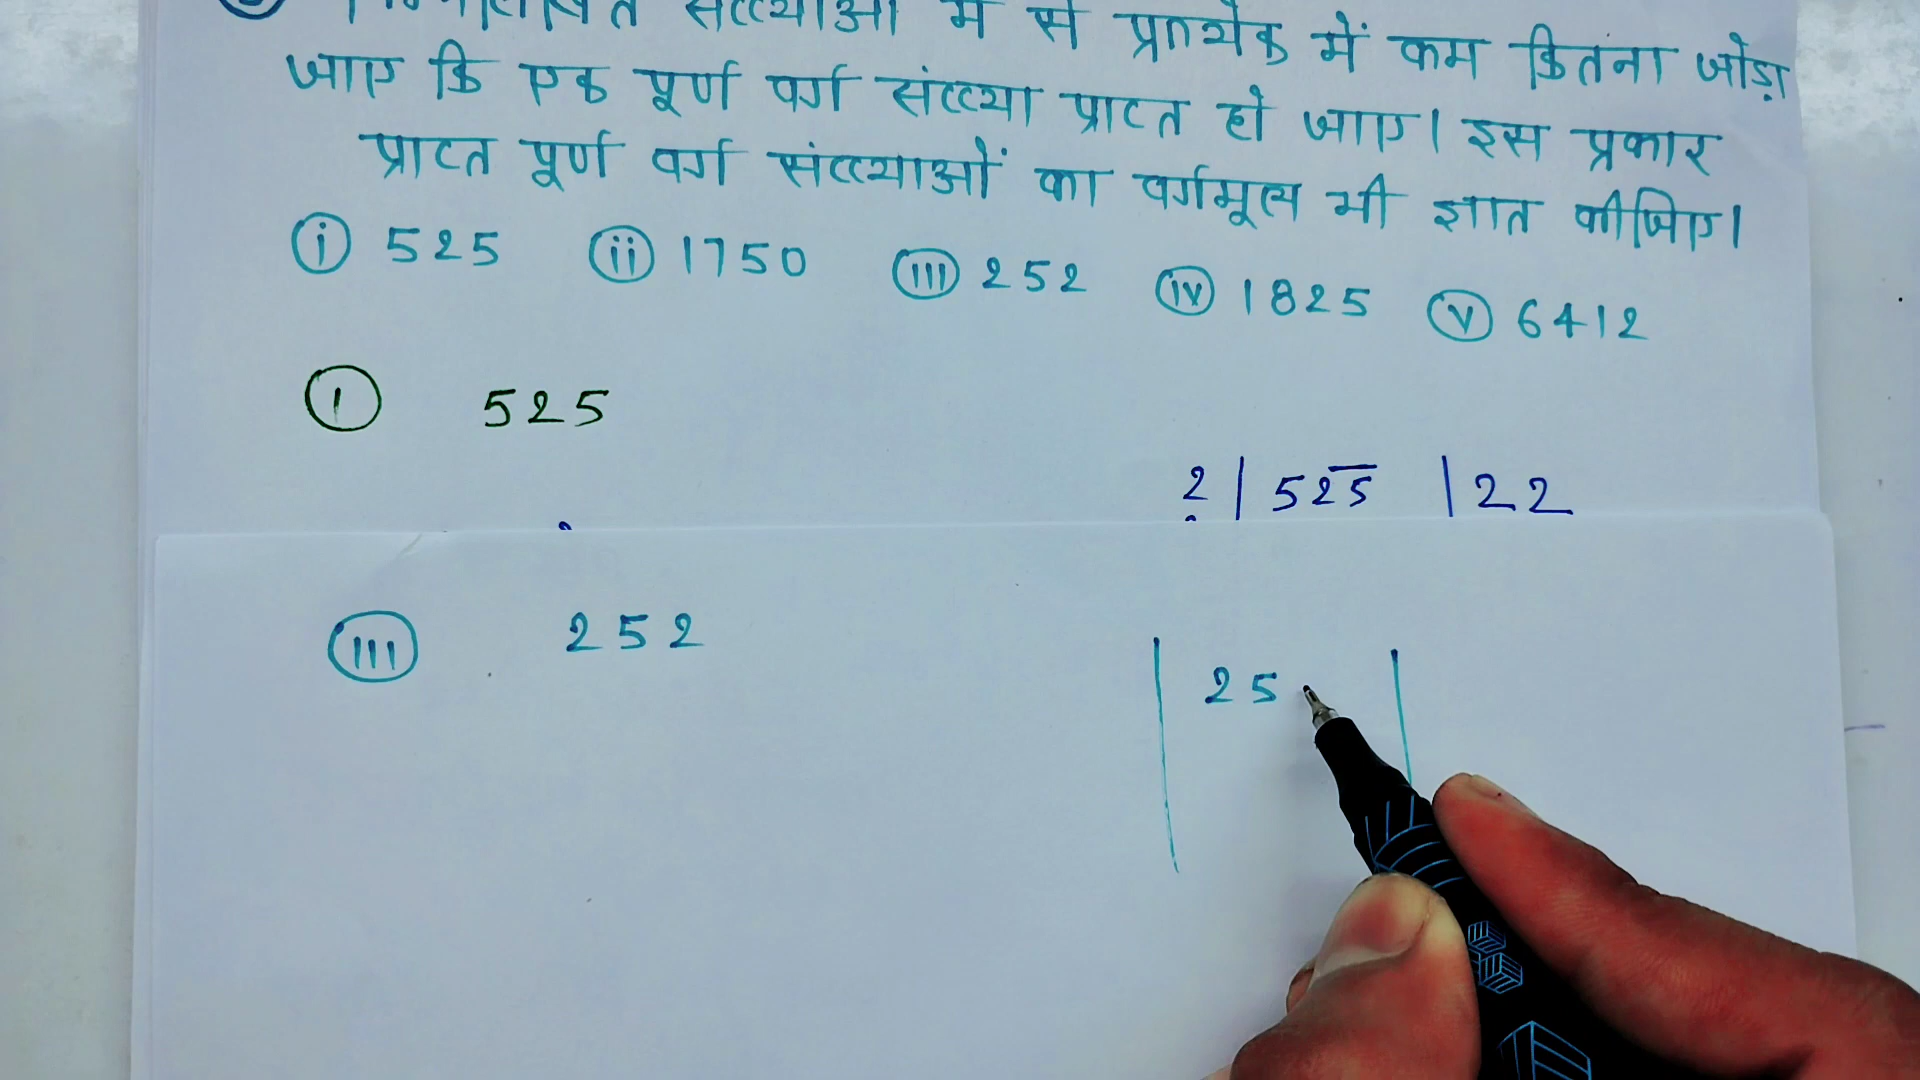 निम्नलिखित संख्याओं में से प्रत्येक में कम कितना जोड़ा
जाए कि एक पूर्ण वर्ग संख्या प्राप्त हो जाए। इस प्रकार
प्राप्त पूर्ण वर्ग संख्याओं का वर्गमूल भी ज्ञात कीजिए।
(i) 525 (ii) 1750 (iii) 252 (iv) 1825 (v) 6412
(i) 525
2 | 525 | 22
(iii) 252
| 25 |